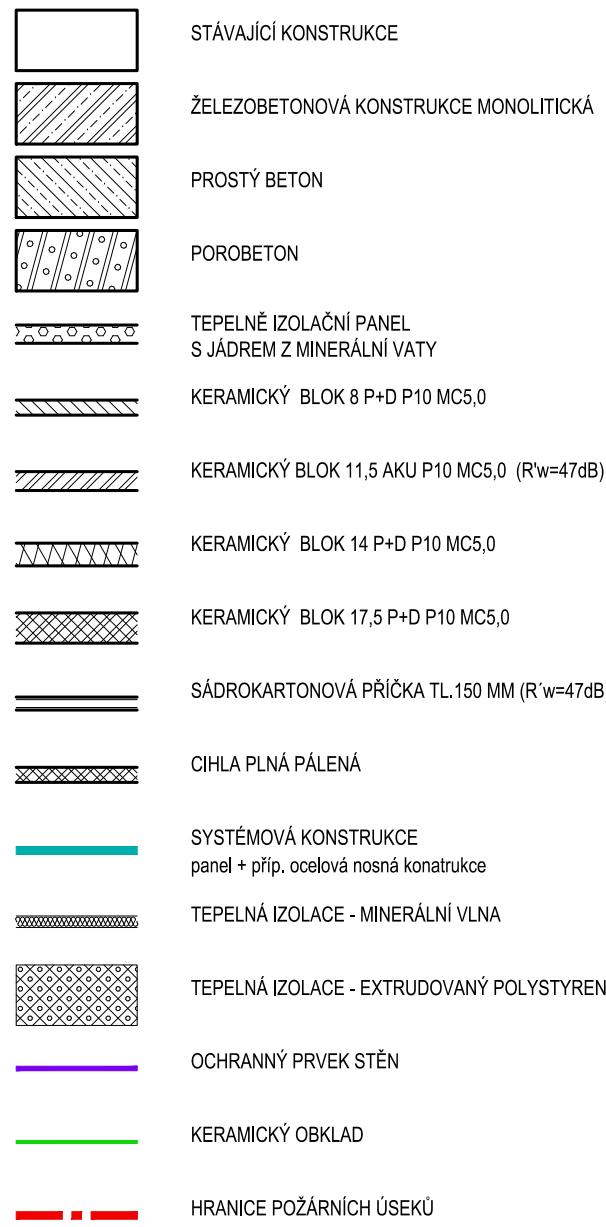 STÁVAJÍCÍ KONSTRUKCE
ŽELEZOBETONOVÁ KONSTRUKCE MONOLITICKÁ
PROSTÝ BETON
POROBETON
TEPELNĚ IZOLAČNÍ PANEL
S JÁDREM Z MINERÁLNÍ VATY
KERAMICKÝ BLOK 8 P+D P10 MC5,0
KERAMICKÝ BLOK 11,5 AKU P10 MC5,0 (R'w=47dB)
KERAMICKÝ BLOK 14 P+D P10 MC5,0
KERAMICKÝ BLOK 17,5 P+D P10 MC5,0
SÁDROKARTONOVÁ PŘÍČKA TL.150 MM (R´w=47dB
CIHLA PLNÁ PÁLENÁ
SYSTÉMOVÁ KONSTRUKCE
panel + příp. ocelová nosná konatrukce
TEPELNÁ IZOLACE - MINERÁLNÍ VLNA
TEPELNÁ IZOLACE - EXTRUDOVANÝ POLYSTYREN
OCHRANNÝ PRVEK STĚN
KERAMICKÝ OBKLAD
HRANICE POŽÁRNÍCH ÚSEKŮ